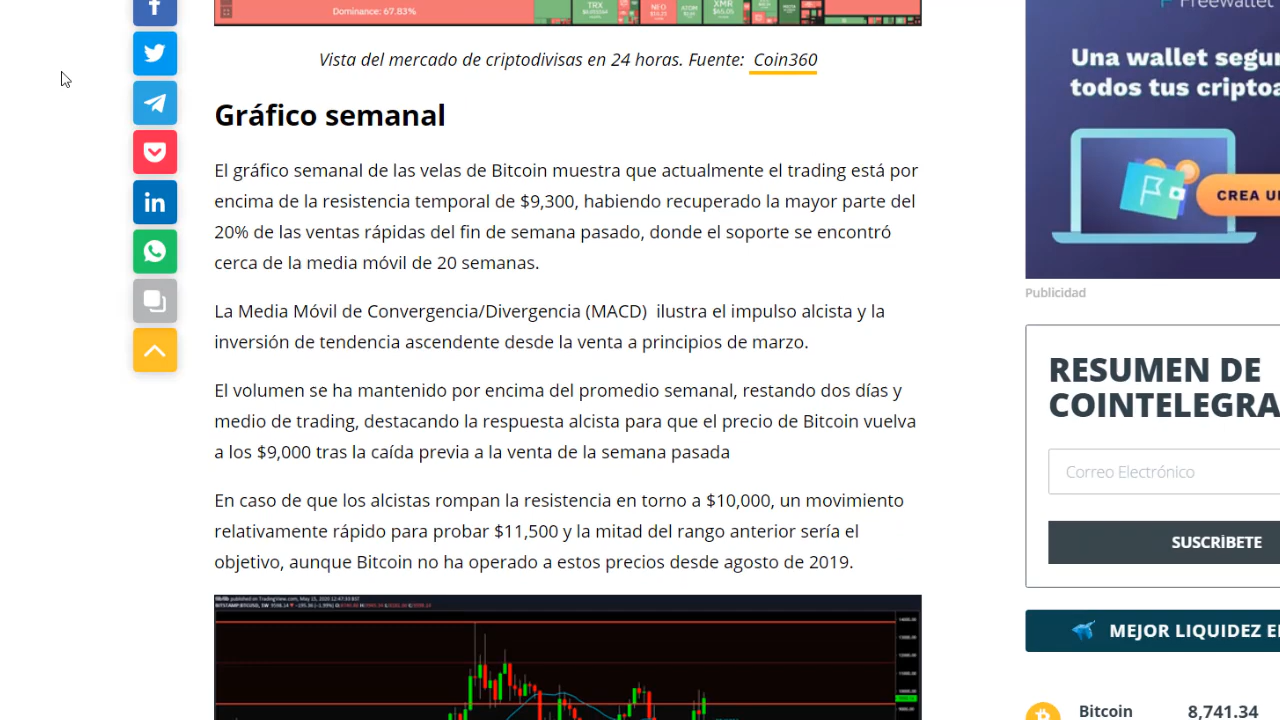 Dominance: 67.83%
TRX
NEO
ATOM
XMR
Freewallet
Una wallet segu
todos tus cripto
CREA U
Publicidad
Vista del mercado de criptodivisas en 24 horas. Fuente: Coin360
Gráfico semanal
El gráfico semanal de las velas de Bitcoin muestra que actualmente el trading está por
encima de la resistencia temporal de $9,300, habiendo recuperado la mayor parte del
20% de las ventas rápidas del fin de semana pasado, donde el soporte se encontró
cerca de la media móvil de 20 semanas.
La Media Móvil de Convergencia/Divergencia (MACD) ilustra el impulso alcista y la
inversión de tendencia ascendente desde la venta a principios de marzo.
El volumen se ha mantenido por encima del promedio semanal, restando dos días y
medio de trading, destacando la respuesta alcista para que el precio de Bitcoin vuelva
a los $9,000 tras la caída previa a la venta de la semana pasada
En caso de que los alcistas rompan la resistencia en torno a $10,000, un movimiento
relativamente rápido para probar $11,500 y la mitad del rango anterior sería el
objetivo, aunque Bitcoin no ha operado a estos precios desde agosto de 2019.
RESUMEN DE
COINTELEGRA
Correo Electrónico
SUSCRİBETE
MEJOR LIQUIDEZ E
Bitcoin 8,741.34